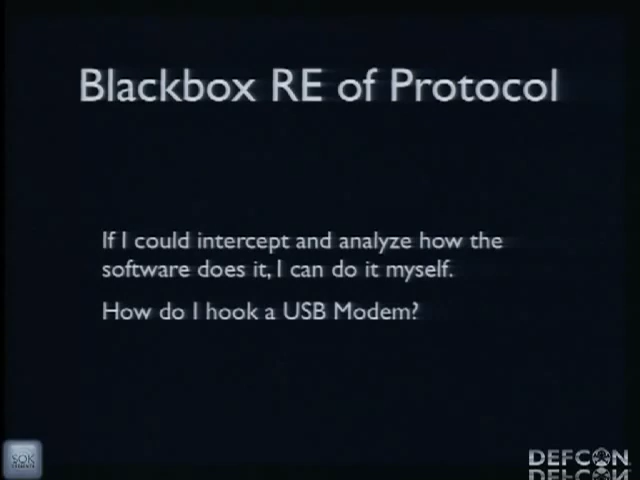 Blackbox RE of Protocol
If I could intercept and analyze how the
software does it, I can do it myself.
How do I hook a USB Modem?
SOK
DEFCON